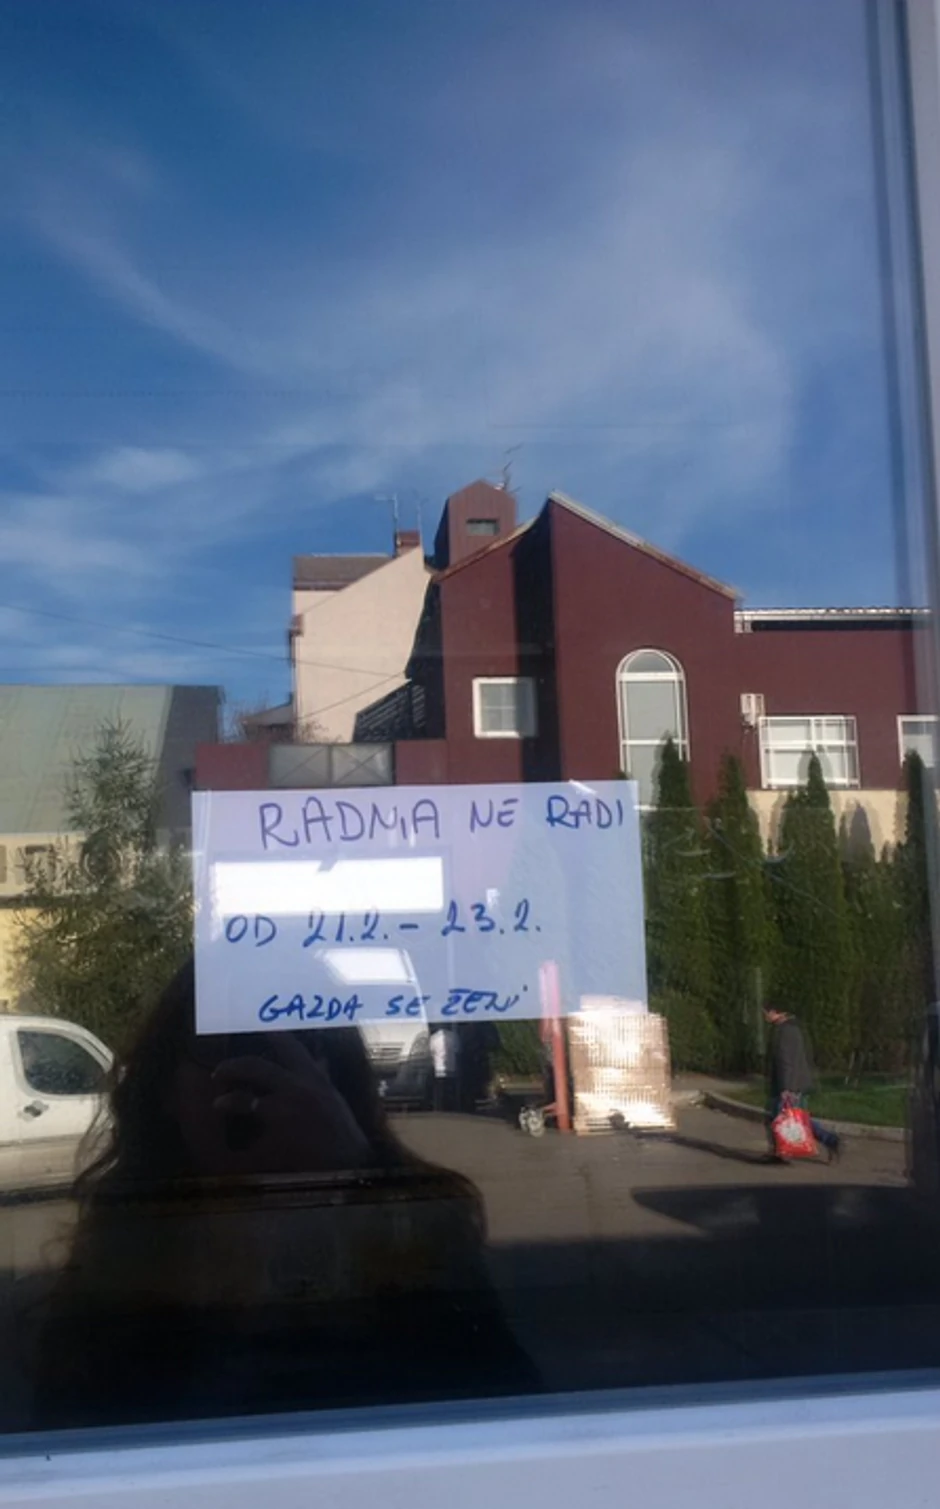 RADNJA NE RADI
OD 21.2. - 23.2.
GAZDA SE ŽENI